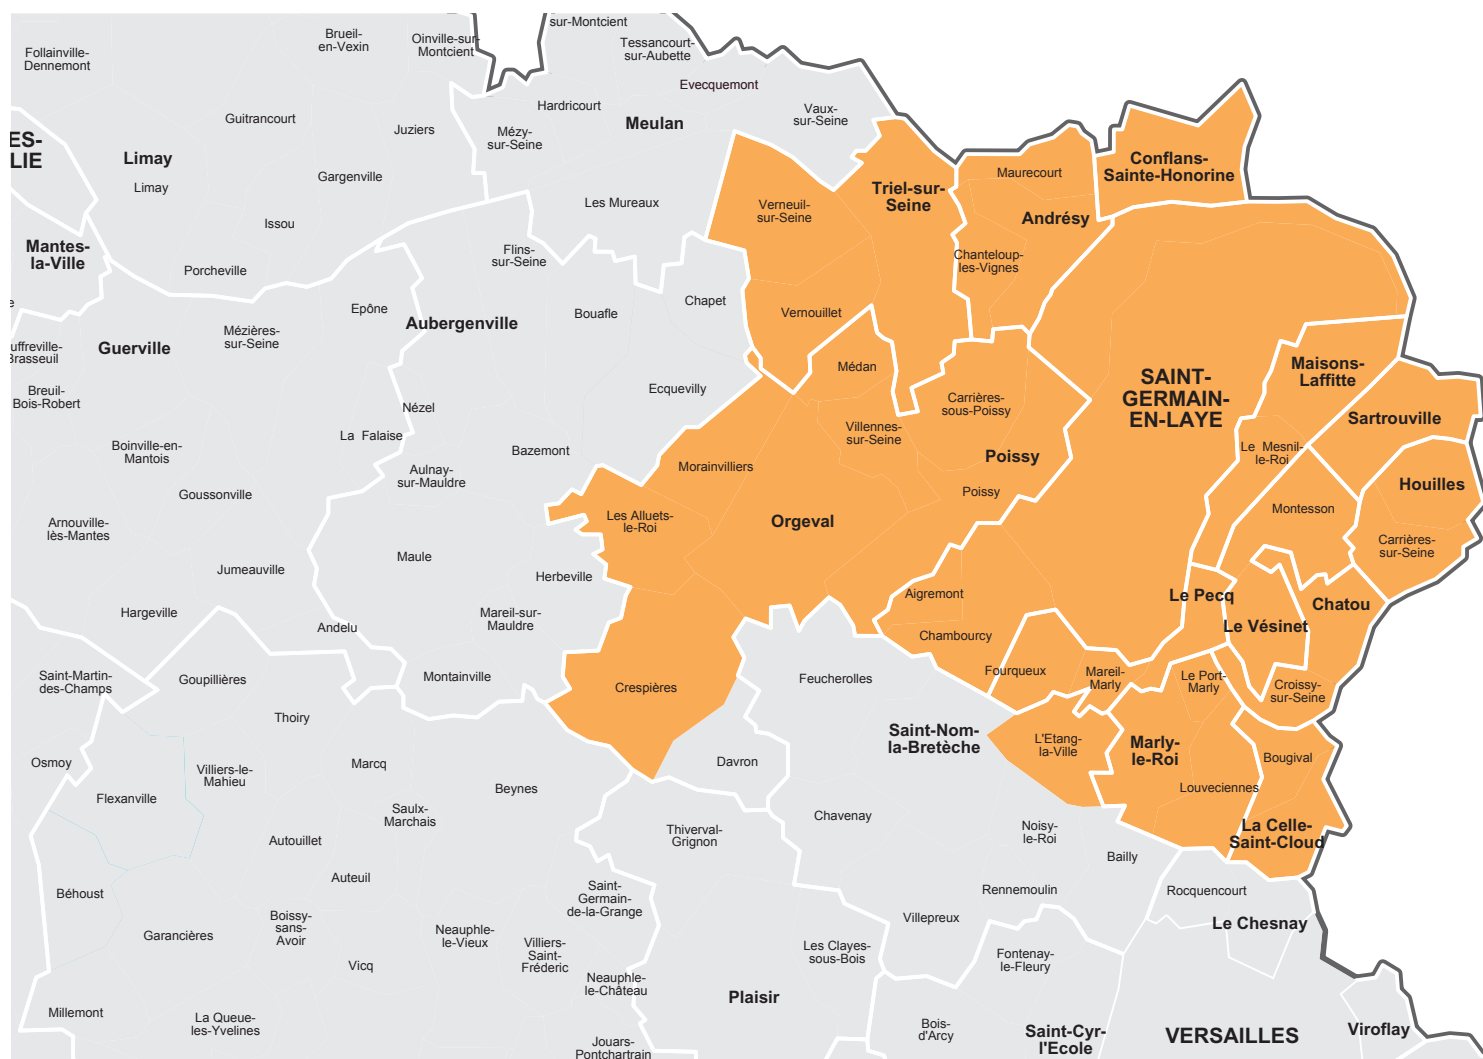 sur-Montcient
Follainville-
Dennemont
Brueil-
en-Vexin
Oinville-sur-
Montcient
Tessancourt-
sur-Aubette
Evecquemont
Hardricourt
Meulan
Vaux-
sur-Seine
Guitrancourt
Juziers
Mézy-
sur-Seine
ES-
LIE
Limay
Limay
Gargenville
Issou
Les Mureaux
Verneuil-
sur-Seine
Triel-sur-
Seine
Maurecourt
Andrésy
Conflans-
Sainte-Honorine
Mantes-
la-Ville
Porcheville
Flins-
sur-Seine
Chanteloup-
les-Vignes
e
Epône
Aubergenville
Bouafle
Chapet
Vernouillet
Guerville
Mézières-
sur-Seine
uffreville-
Brasseuil
Médan
Breuil-
Bois-Robert
Nézel
Ecquevilly
Carrières-
sous-Poissy
SAINT-
GERMAIN-
EN-LAYE
Maisons-
Laffitte
Sartrouville
La Falaise
Boinville-en-
Mantois
Bazemont
Villennes-
sur-Seine
Le Mesnil-
le-Roi
Aulnay-
sur-Mauldre
Morainvilliers
Poissy
Poissy
Houilles
Goussonville
Arnouville-
lès-Mantes
Les Alluets-
le-Roi
Orgeval
Montesson
Carrières-
sur-Seine
Maule
Jumeauville
Herbeville
Hargeville
Andelu
Mareil-sur-
Mauldre
Aigremont
Chambourcy
Le Pecq
Chatou
Le Vésinet
Saint-Martin-
des-Champs
Goupillières
Montainville
Crespières
Feucherolles
Fourqueux
Mareil-
Marly
Le Port-
Marly
Croissy-
sur-Seine
Thoiry
Saint-Nom-
la-Bretèche
L'Etang-
la-Ville
Marly-
le-Roi
Bougival
Osmoy
Flexanville
Villiers-le-
Mahieu
Marcq
Beynes
Davron
Louveciennes
Saulx-
Marchais
Chavenay
Autouillet
Thiverval-
Grignon
Noisy-
le-Roi
Bailly
La Celle-
Saint-Cloud
Béhoust
Auteuil
Saint-
Germain-
de-la-Grange
Rennemoulin
Rocquencourt
Garancières
Boissy-
sans-
Avoir
Neauphle-
le-Vieux
Villiers-
Saint-
Fréderic
Villepreux
Le Chesnay
Les Clayes-
sous-Bois
Fontenay-
le-Fleury
Vicq
Neauphle-
le-Château
Plaisir
Millemont
La Queue-
les-Yvelines
Jouars-
Pontchartrain
Bois-
d'Arcy
Saint-Cyr-
l'Ecole
VERSAILLES
Viroflay